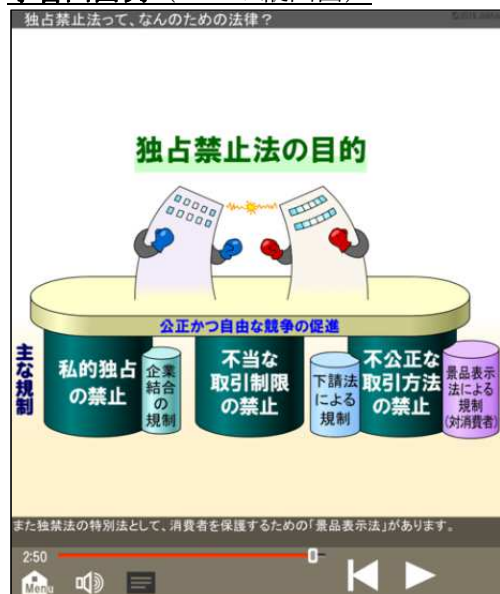 独占禁止法って、なんのための法律？
独占禁止法の目的
公正かつ自由な競争の促進
主な規制
私的独占
の禁止
企業
結合
の
規制
不当な
取引制限
の禁止
下請法
による
規制
不公正な
取引方法
の禁止
景品表示
法による
規制
(対消費者)
また独禁法の特別法として、消費者を保護するための「景品表示法」があります。
2:50
Menu